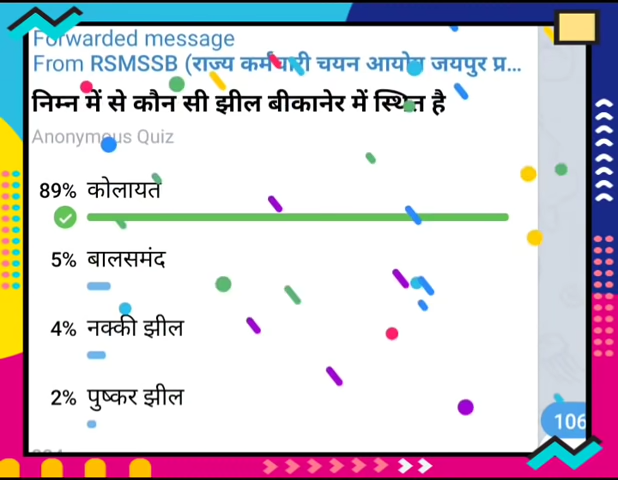 Forwarded message
From RSMSSB (राज्य कर्मचारी चयन आयोग जयपुर प्र...
निम्न में से कौन सी झील बीकानेर में स्थित है
Anonymous Quiz
89% कोलायत
5% बालसमंद
4% नक्की झील
2% पुष्कर झील
106